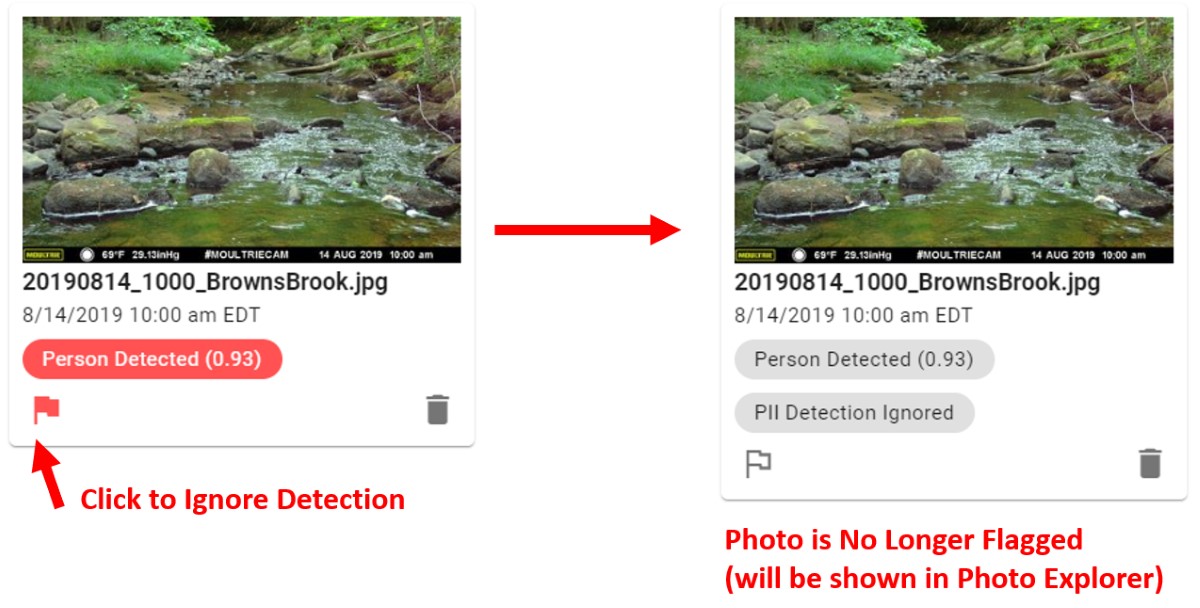 MOULTRIE 69°F 29.13inHg #MOULTRIECAM 14 AUG 2019 10:00 am
20190814_1000_BrownsBrook.jpg
8/14/2019 10:00 am EDT
Person Detected (0.93)
Click to Ignore Detection
MOULTRIE 69°F 29.13inHg #MOULTRIECAM 14 AUG 2019 10:00 am
20190814_1000_BrownsBrook.jpg
8/14/2019 10:00 am EDT
Person Detected (0.93)
PII Detection Ignored
Photo is No Longer Flagged
(will be shown in Photo Explorer)